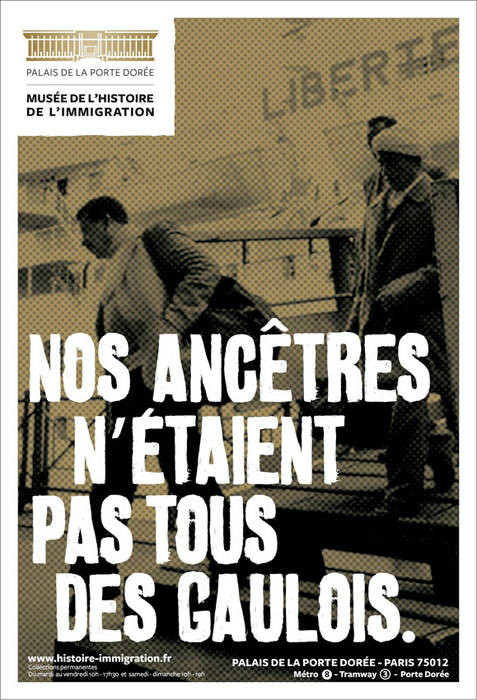 PALAIS DE LA PORTE DORÉE
MUSÉE DE L'HISTOIRE
DE L'IMMIGRATION
LIBERTE
NOS ANCÊTRES
N'ÉTAIENT
PAS TOUS
DES GAULOIS.
www.histoire-immigration.fr
Collections permanentes
Du mardi au vendredi 10h - 17h30 et samedi - dimanche 10h - 19h
PALAIS DE LA PORTE DORÉE - PARIS 75012
Métro 8 - Tramway 3 - Porte Dorée